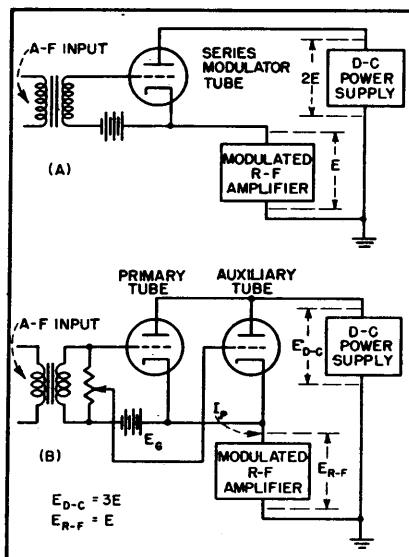 A-F INPUT
SERIES
MODULATOR
TUBE
2E
D-C
POWER
SUPPLY
MODULATED
R-F
AMPLIFIER
E
(A)
PRIMARY
TUBE
AUXILIARY
TUBE
A-F INPUT
E_D-C
D-C
POWER
SUPPLY
I_P
E_G
(B)
MODULATED
R-F
AMPLIFIER
E_R-F
E_D-C = 3E
E_R-F = E